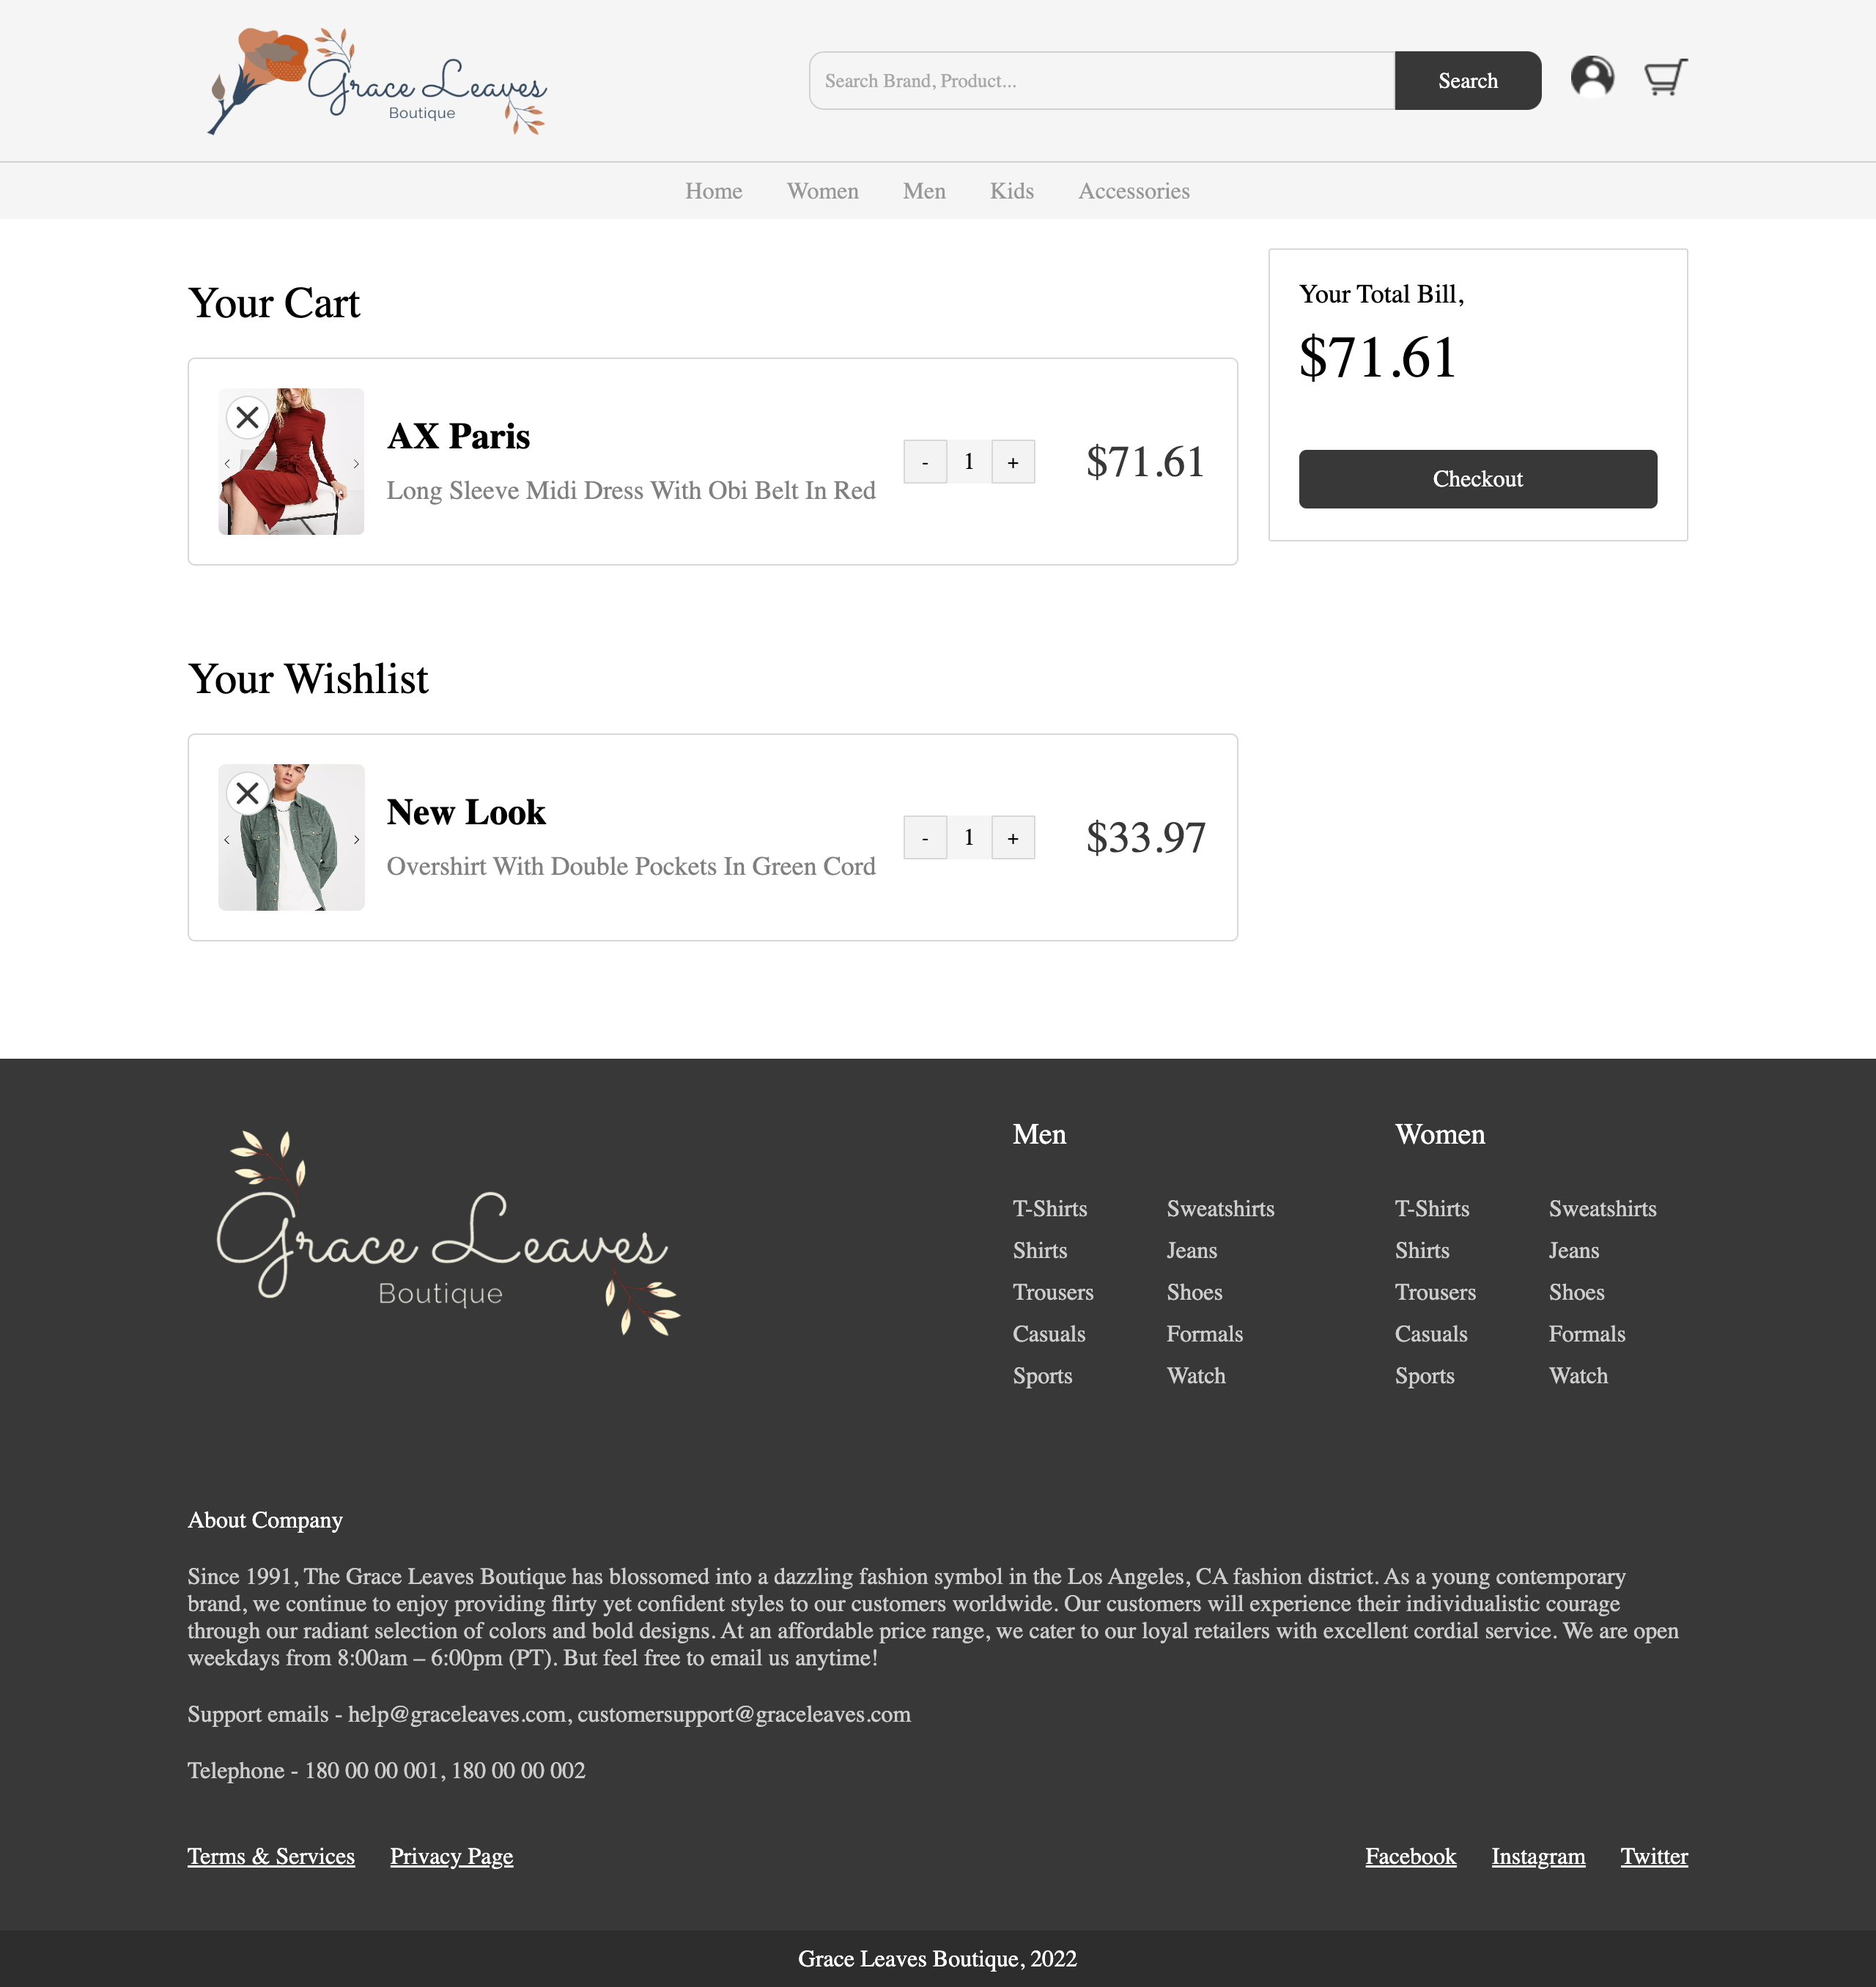 Grace Leaves
Boutique
Search Brand, Product...
Search
Home Women Men Kids Accessories
Your Cart
AX Paris
Long Sleeve Midi Dress With Obi Belt In Red
- 1 +
$71.61
Your Total Bill,
$71.61
Checkout
Your Wishlist
New Look
Overshirt With Double Pockets In Green Cord
- 1 +
$33.97
Grace Leaves
Boutique
Men
T-Shirts Sweatshirts
Shirts Jeans
Trousers Shoes
Casuals Formals
Sports Watch
Women
T-Shirts Sweatshirts
Shirts Jeans
Trousers Shoes
Casuals Formals
Sports Watch
About Company
Since 1991, The Grace Leaves Boutique has blossomed into a dazzling fashion symbol in the Los Angeles, CA fashion district. As a young contemporary
brand, we continue to enjoy providing flirty yet confident styles to our customers worldwide. Our customers will experience their individualistic courage
through our radiant selection of colors and bold designs. At an affordable price range, we cater to our loyal retailers with excellent cordial service. We are open
weekdays from 8:00am – 6:00pm (PT). But feel free to email us anytime!
Support emails - help@graceleaves.com, customersupport@graceleaves.com
Telephone - 180 00 00 001, 180 00 00 002
Terms & Services Privacy Page
Facebook Instagram Twitter
Grace Leaves Boutique, 2022